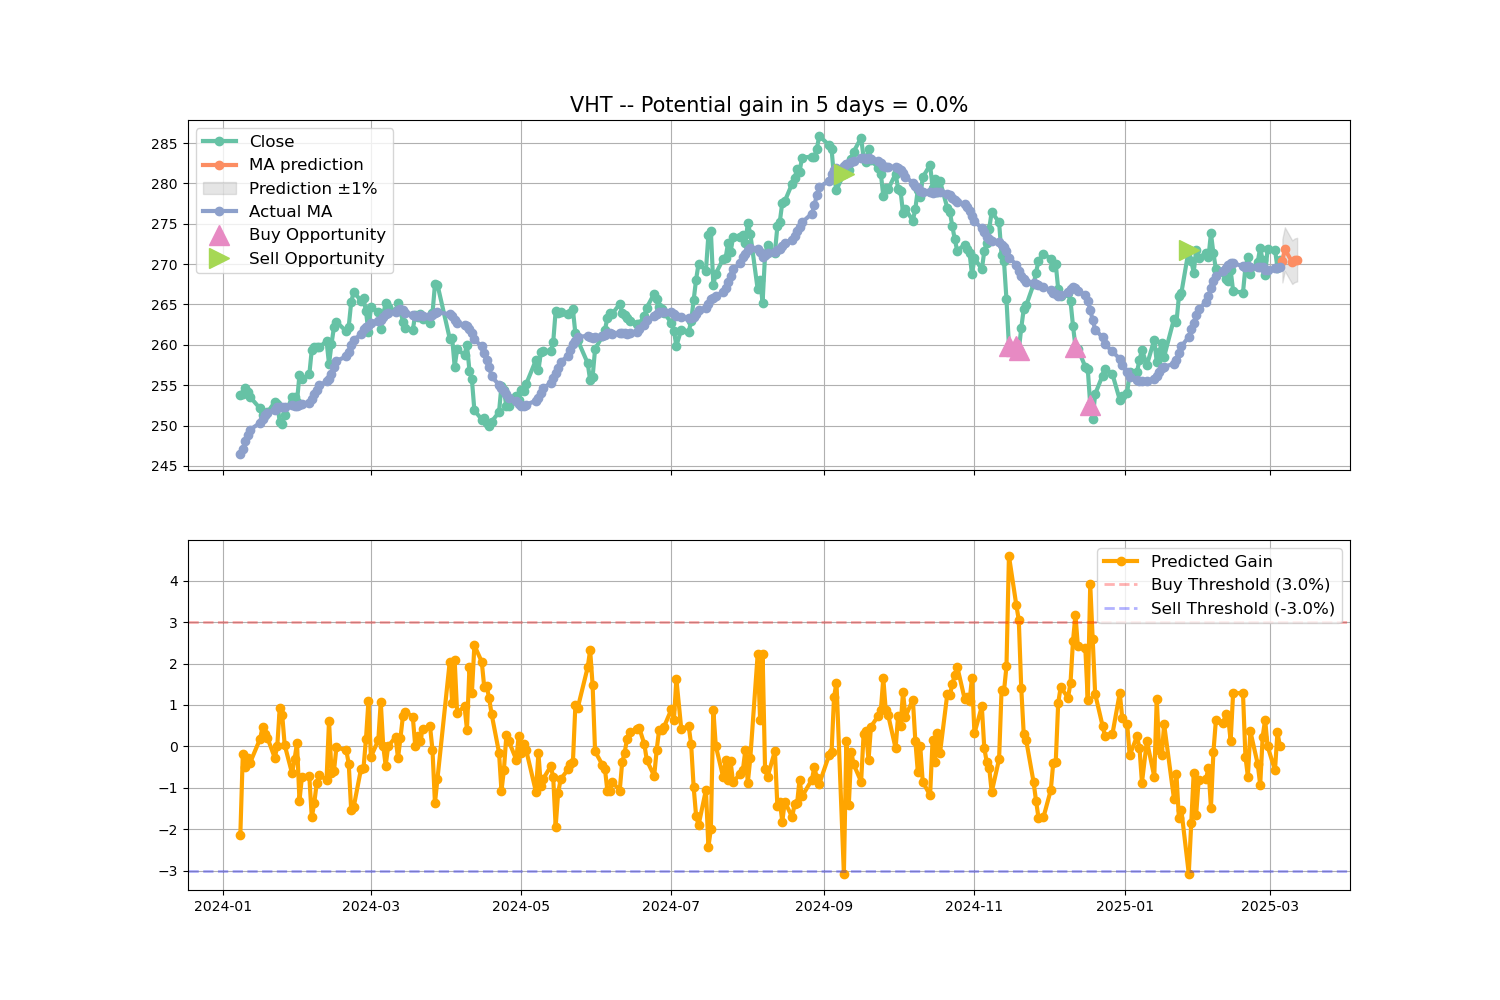 VHT -- Potential gain in 5 days = 0.0%
285
280
275
270
265
260
255
250
245
Close
MA prediction
Prediction ±1%
Actual MA
Buy Opportunity
Sell Opportunity
4
3
2
1
0
−1
−2
−3
Predicted Gain
Buy Threshold (3.0%)
Sell Threshold (-3.0%)
2024-01
2024-03
2024-05
2024-07
2024-09
2024-11
2025-01
2025-03